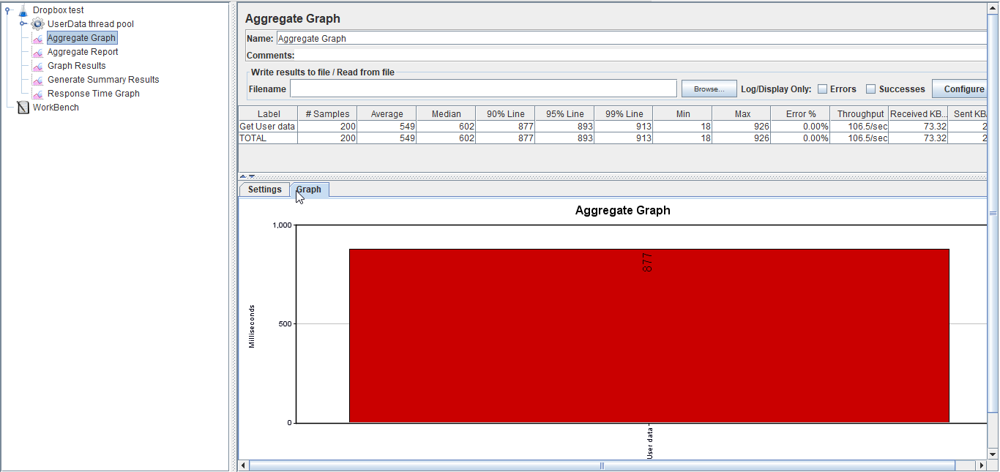 Dropbox test
UserData thread pool
Aggregate Graph
Aggregate Report
Graph Results
Generate Summary Results
Response Time Graph
WorkBench
Aggregate Graph
Name: Aggregate Graph
Comments:
Write results to file / Read from file
Filename Browse... Log/Display Only: Errors Successes Configure
Label # Samples Average Median 90% Line 95% Line 99% Line Min Max Error % Throughput Received KB... Sent KB
Get User data 200 549 602 877 893 913 18 926 0.00% 106.5/sec 73.32 2
TOTAL 200 549 602 877 893 913 18 926 0.00% 106.5/sec 73.32 2
Settings Graph
Aggregate Graph
1,000
877
Milliseconds
500
0
User data